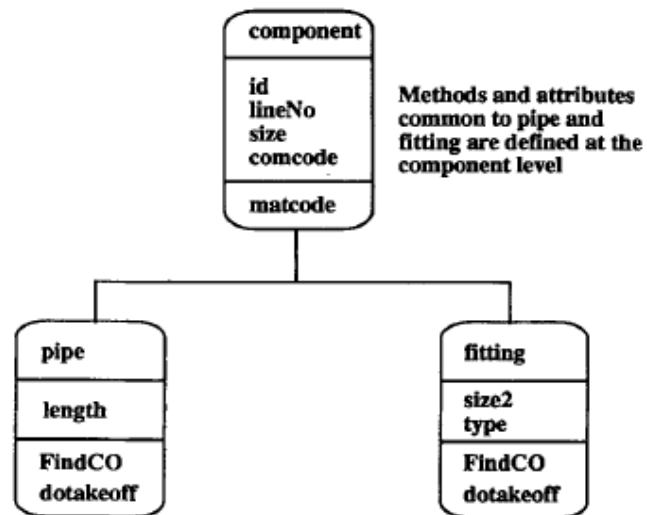 component
id
lineNo
size
comcode
matcode
Methods and attributes
common to pipe and
fitting are defined at the
component level
pipe
length
FindCO
dotakeoff
fitting
size2
type
FindCO
dotakeoff